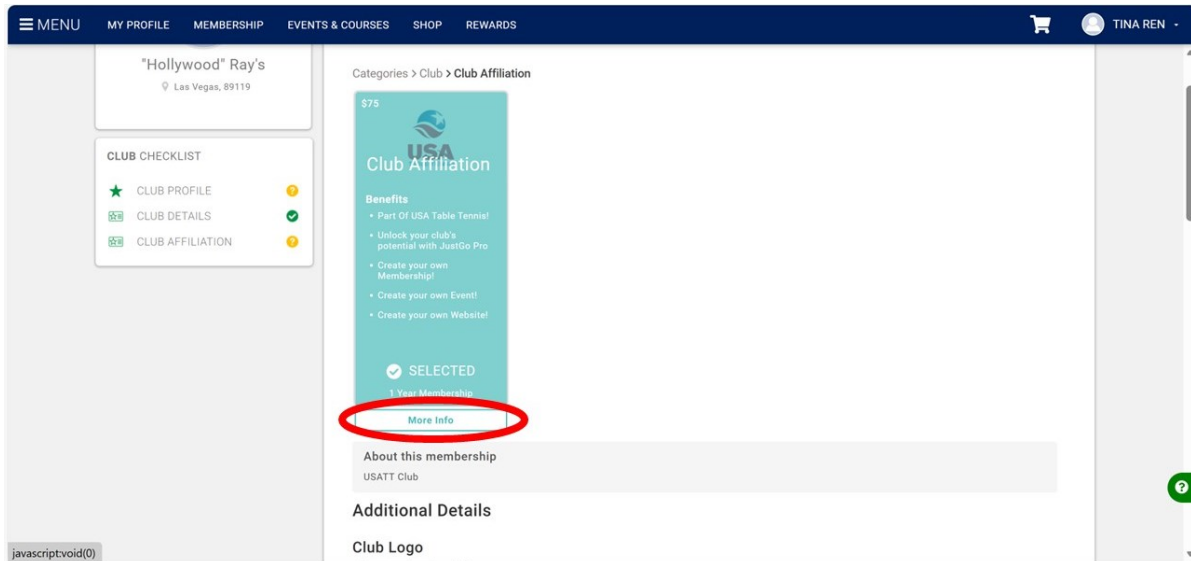 MENU MY PROFILE MEMBERSHIP EVENTS & COURSES SHOP REWARDS TINA REN
"Hollywood" Ray's
Las Vegas, 89119
CLUB CHECKLIST
CLUB PROFILE ?
CLUB DETAILS
CLUB AFFILIATION ?
Categories > Club > Club Affiliation
$75
USA
Club Affiliation
Benefits
• Part Of USA Table Tennis!
• Unlock your club's
potential with JustGo Pro
• Create your own
Membership!
• Create your own Event!
• Create your own Website!
SELECTED
1 Year Membership
More Info
About this membership
USATT Club
Additional Details
Club Logo
?
javascript:void(0)